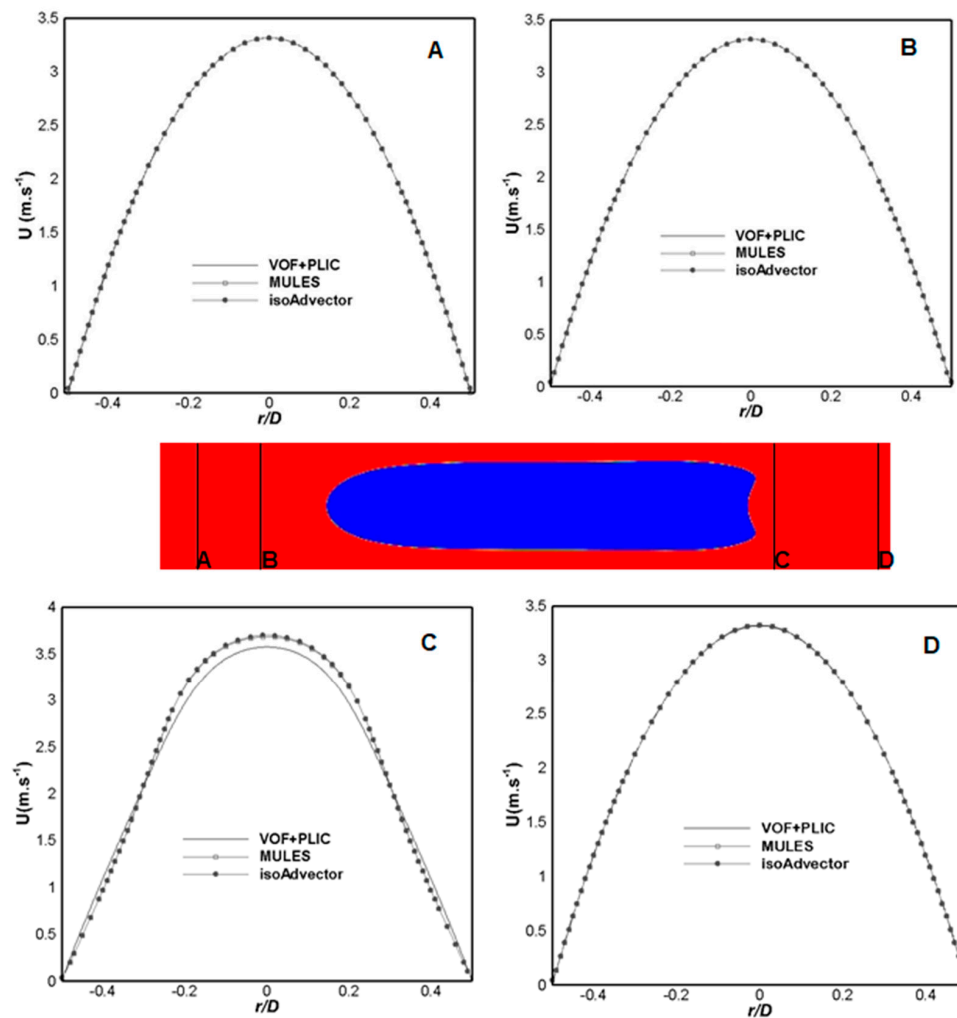 A
3.5
3
2.5
2
1.5
1
0.5
0
U (m.s-1)
VOF+PLIC
MULES
isoAdvector
-0.4 -0.2 0 0.2 0.4
r/D
B
3.5
3
2.5
2
1.5
1
0.5
0
U(m.s-1)
VOF+PLIC
MULES
isoAdvector
-0.4 -0.2 0 0.2 0.4
r/D
A B C D
C
4
3.5
3
2.5
2
1.5
1
0.5
0
U(m.s-1)
VOF+PLIC
MULES
isoAdvector
-0.4 -0.2 0 0.2 0.4
r/D
D
3.5
3
2.5
2
1.5
1
0.5
0
U(m.s-1)
VOF+PLIC
MULES
isoAdvector
-0.4 -0.2 0 0.2 0.4
r/D